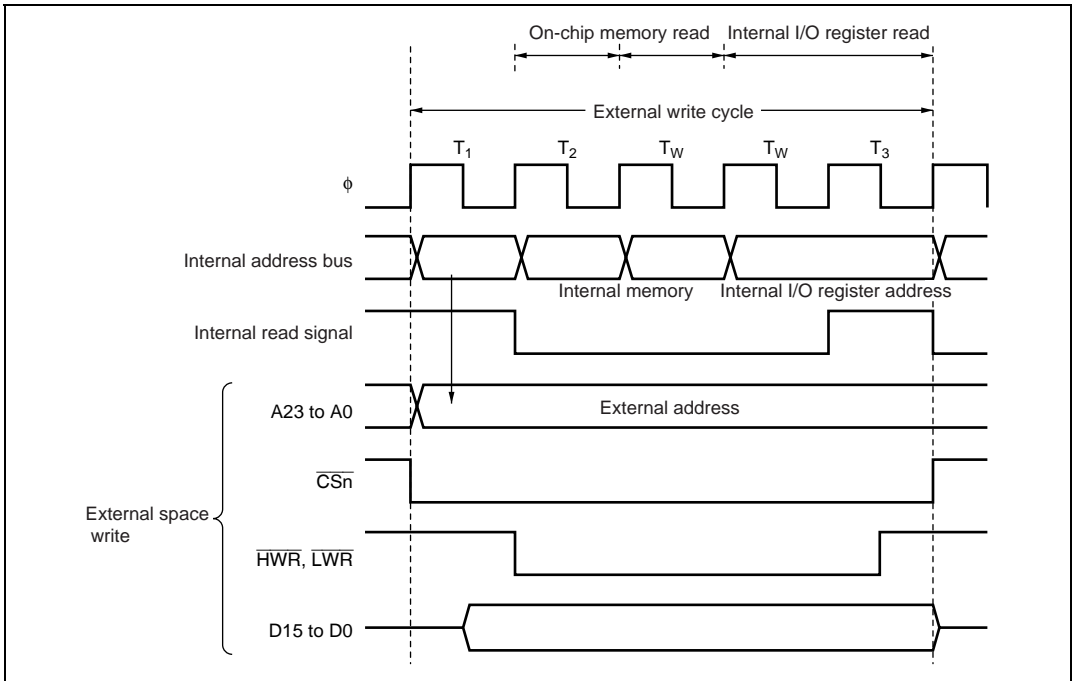 On-chip memory read Internal I/O register read
External write cycle
T1 T2 TW TW T3
ϕ
Internal address bus
Internal memory Internal I/O register address
Internal read signal
A23 to A0
External address
CSn
External space
write
HWR, LWR
D15 to D0